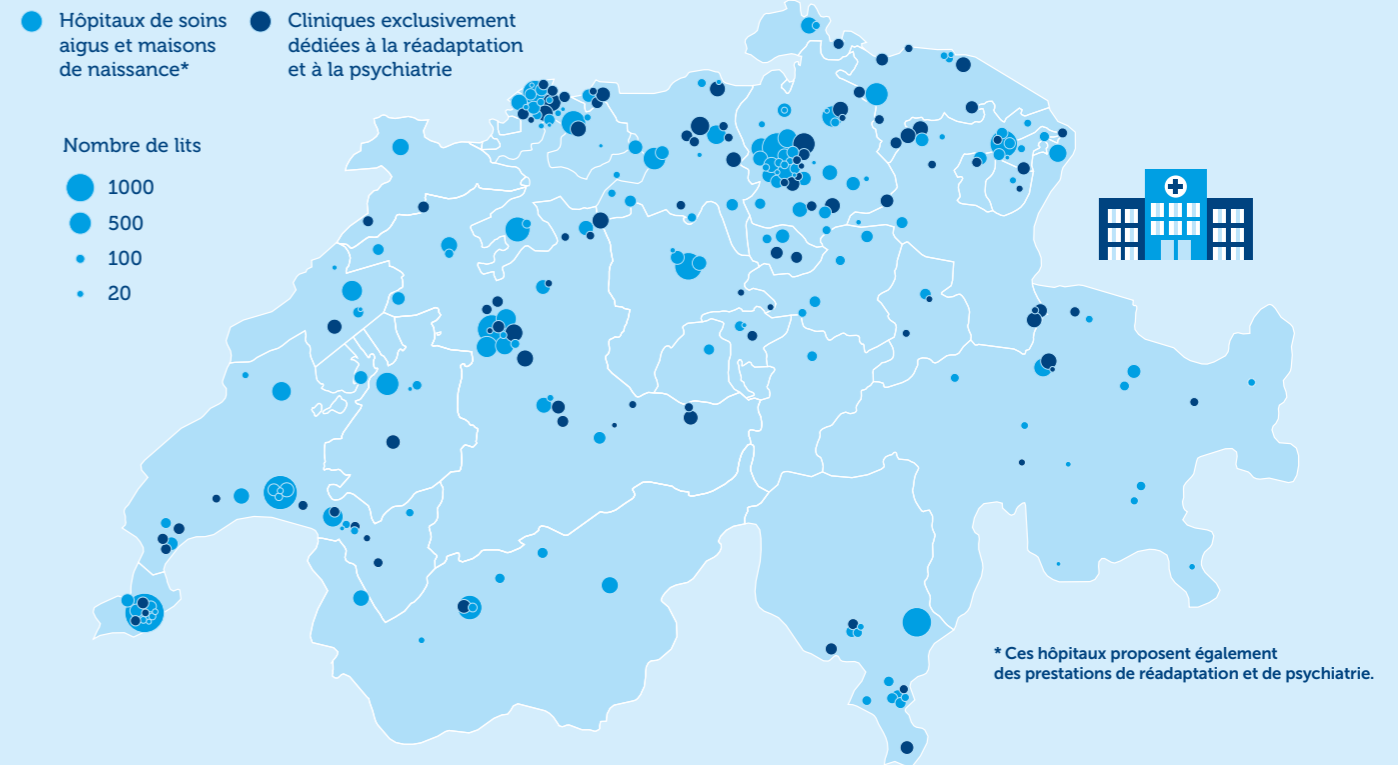 Hôpitaux de soins
aigus et maisons
de naissance*
Cliniques exclusivement
dédiées à la réadaptation
et à la psychiatrie
Nombre de lits
1000
500
100
20
* Ces hôpitaux proposent également
des prestations de réadaptation et de psychiatrie.